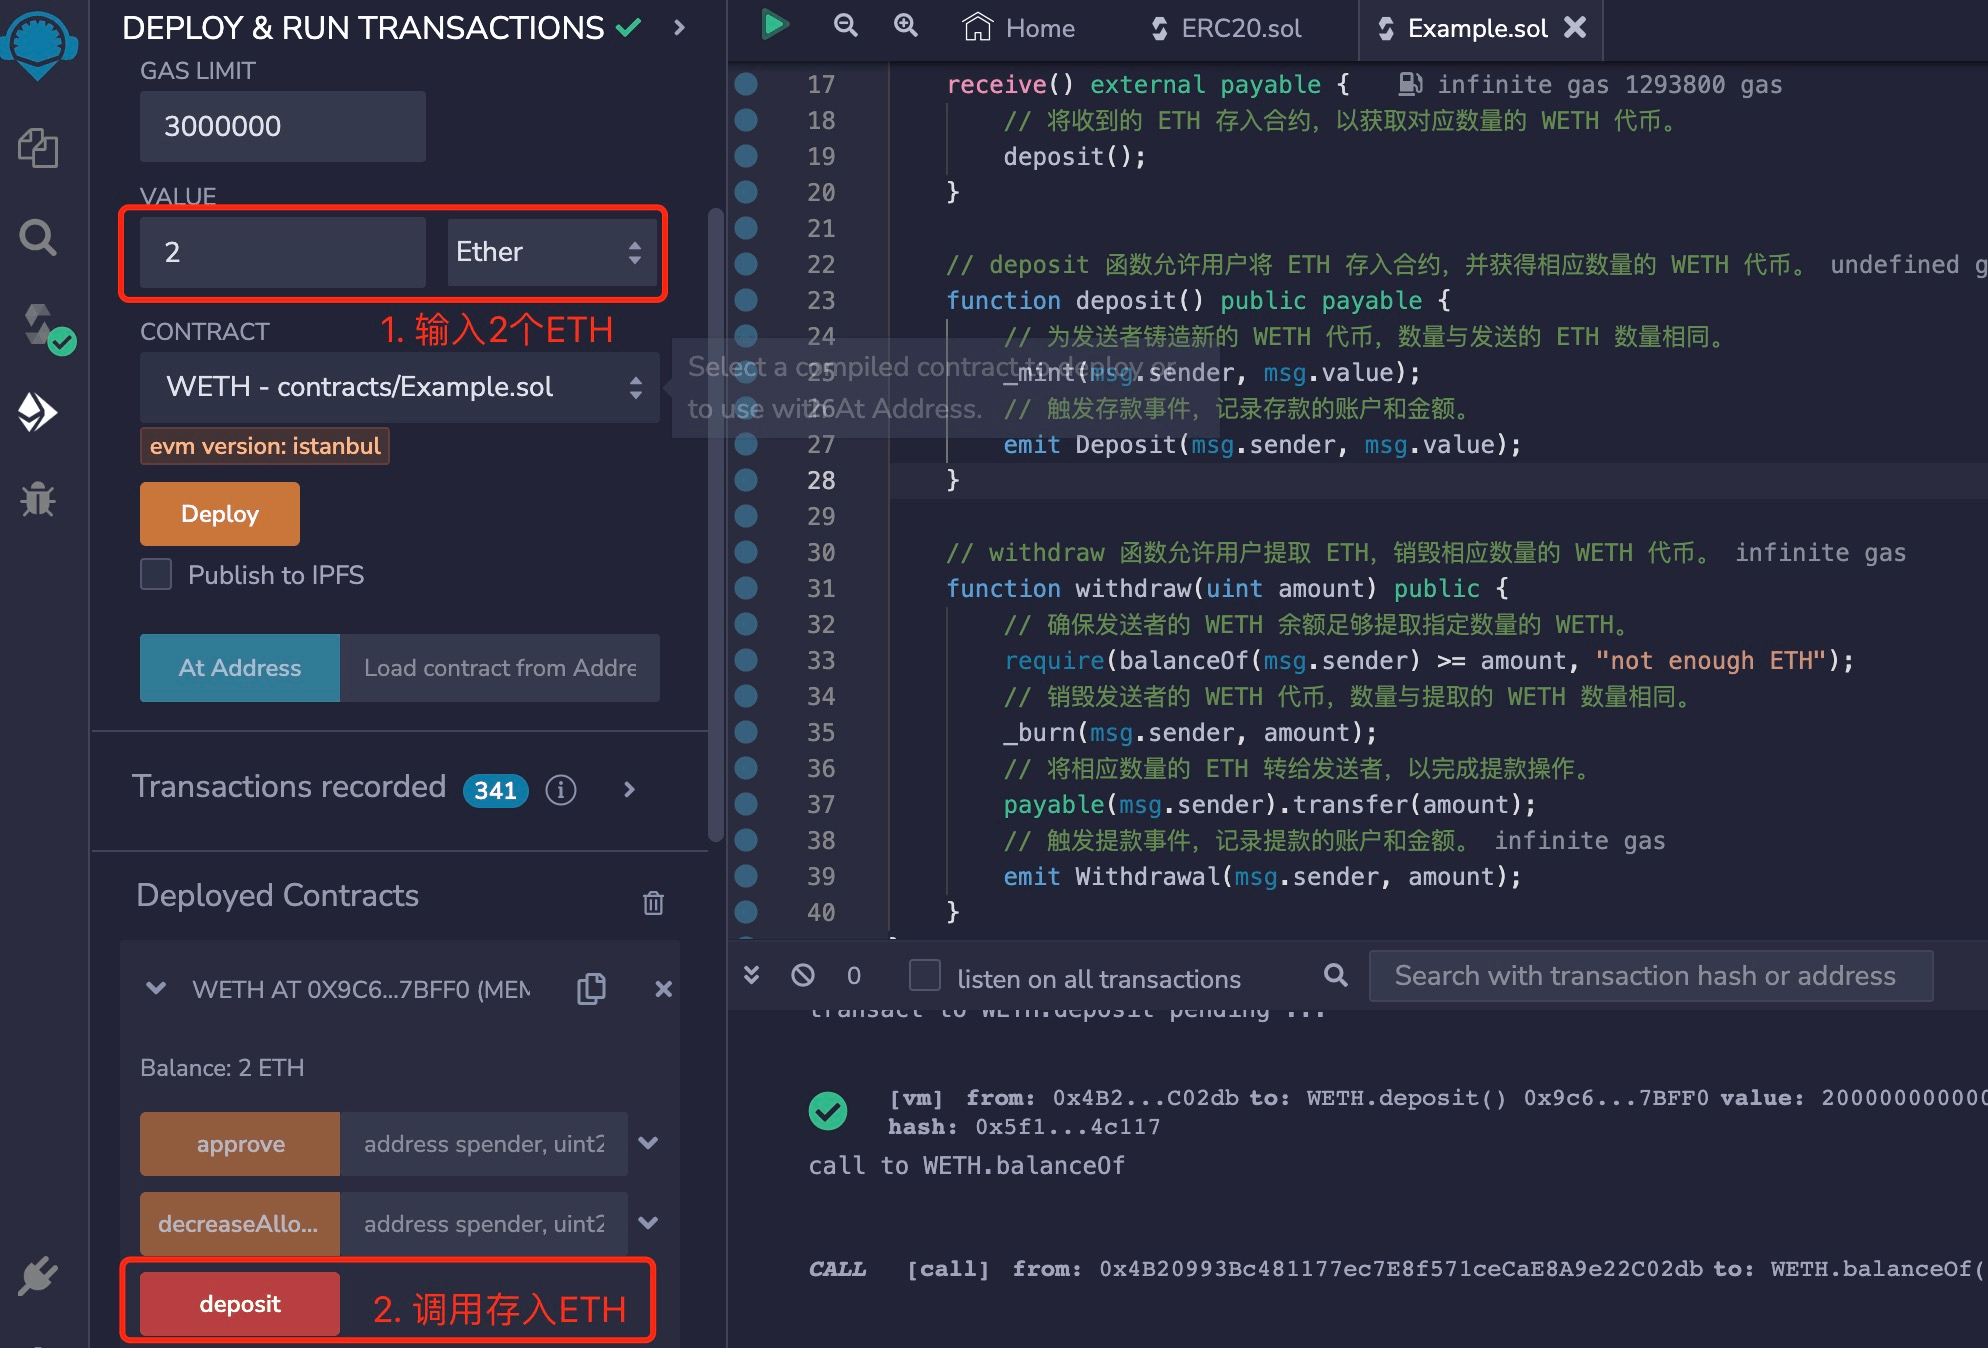 DEPLOY & RUN TRANSACTIONS
GAS LIMIT
3000000
VALUE
2
Ether
1. 输入2个ETH
CONTRACT
WETH - contracts/Example.sol
evm version: istanbul
Deploy
Publish to IPFS
At Address
Load contract from Addre
Transactions recorded 341
Deployed Contracts
WETH AT 0X9C6...7BFF0 (MEM
Balance: 2 ETH
approve
address spender, uint2
decreaseAllo...
address spender, uint2
deposit
2. 调用存入ETH
Home
ERC20.sol
Example.sol
17 receive() external payable { infinite gas 1293800 gas
18 // 将收到的 ETH 存入合约，以获取对应数量的 WETH 代币。
19 deposit();
20 }
21
22 // deposit 函数允许用户将 ETH 存入合约，并获得相应数量的 WETH 代币。 undefined g
23 function deposit() public payable {
24 // 为发送者铸造新的 WETH 代币，数量与发送的 ETH 数量相同。
Select a compiled contract to deploy or
25 _mint(msg.sender, msg.value);
to use with At Address.
26 // 触发存款事件，记录存款的账户和金额。
27 emit Deposit(msg.sender, msg.value);
28 }
29
30 // withdraw 函数允许用户提取 ETH，销毁相应数量的 WETH 代币。 infinite gas
31 function withdraw(uint amount) public {
32 // 确保发送者的 WETH 余额足够提取指定数量的 WETH。
33 require(balanceOf(msg.sender) >= amount, "not enough ETH");
34 // 销毁发送者的 WETH 代币，数量与提取的 WETH 数量相同。
35 _burn(msg.sender, amount);
36 // 将相应数量的 ETH 转给发送者，以完成提款操作。
37 payable(msg.sender).transfer(amount);
38 // 触发提款事件，记录提款的账户和金额。 infinite gas
39 emit Withdrawal(msg.sender, amount);
40 }
0
listen on all transactions
Search with transaction hash or address
transact to WETH.deposit pending ...
[vm] from: 0x4B2...C02db to: WETH.deposit() 0x9c6...7BFF0 value: 200000000000
hash: 0x5f1...4c117
call to WETH.balanceOf
CALL [call] from: 0x4B20993Bc481177ec7E8f571ceCaE8A9e22C02db to: WETH.balanceOf(